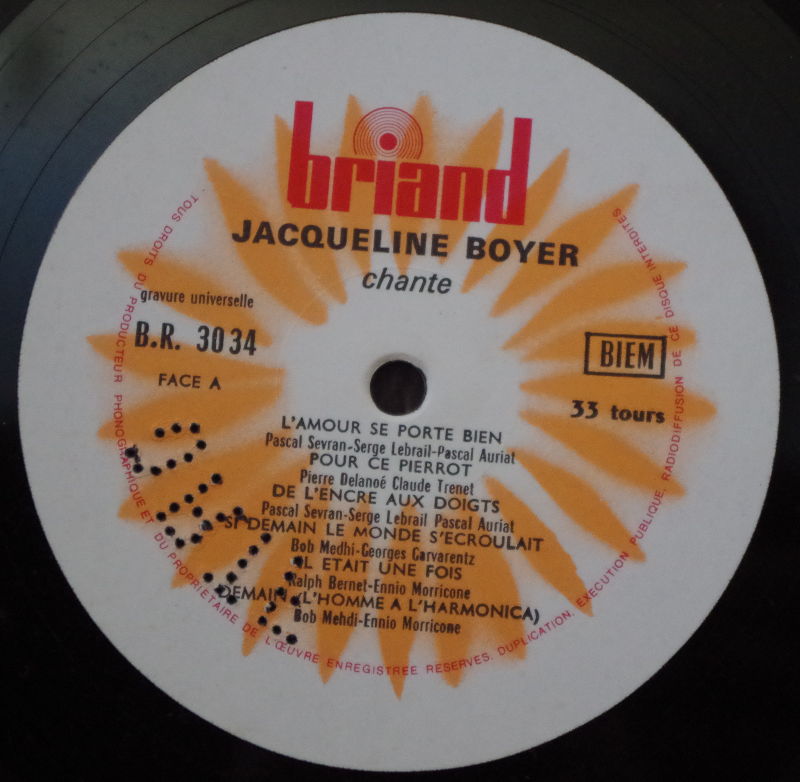 briand
JACQUELINE BOYER
chante
gravure universelle
B.R. 3034
FACE A
BIEM
33 tours
L'AMOUR SE PORTE BIEN
Pascal Sevran-Serge Lebrail-Pascal Auriat
POUR CE PIERROT
Pierre Delanoé Claude Trenet
DE L'ENCRE AUX DOIGTS
Pascal Sevran-Serge Lebrail Pascal Auriat
SI DEMAIN LE MONDE S'ECROULAIT
Bob Medhi-Georges Garvarentz
IL ETAIT UNE FOIS
Ralph Bernet-Ennio Morricone
DEMAIN (L'HOMME A L'HARMONICA)
Bob Mehdi-Ennio Morricone
TOUS DROITS DU PRODUCTEUR PHONOGRAPHIQUE ET DU PROPRIETAIRE DE L'ŒUVRE ENREGISTREE RESERVES. DUPLICATION, EXECUTION PUBLIQUE, RADIODIFFUSION DE CE DISQUE INTERDITES